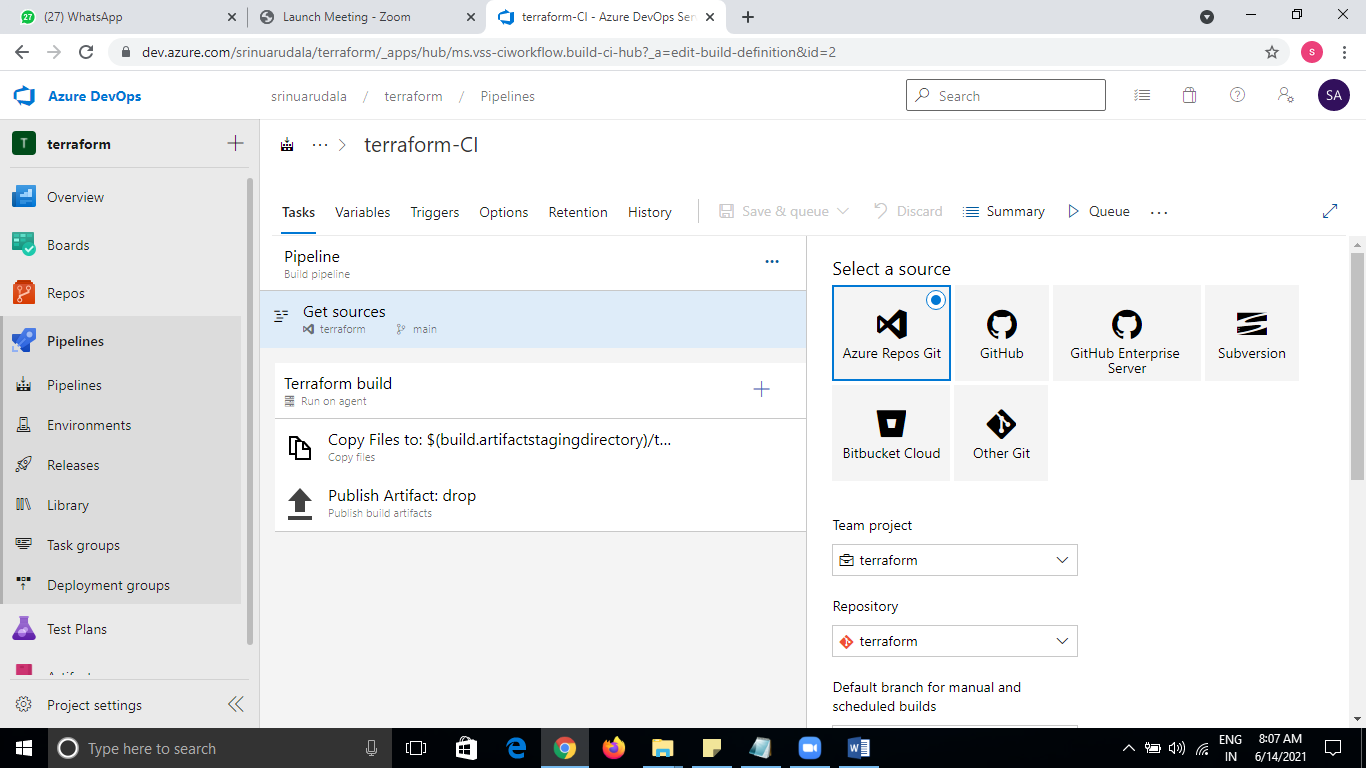 (27) WhatsApp
Launch Meeting - Zoom
terraform-CI - Azure DevOps Ser
dev.azure.com/srinuarudala/terraform/_apps/hub/ms.vss-ciworkflow.build-ci-hub?_a=edit-build-definition&id=2
S
Azure DevOps
srinuarudala / terraform / Pipelines
Search
SA
T terraform
terraform-CI
Overview
Boards
Repos
Pipelines
Pipelines
Environments
Releases
Library
Task groups
Deployment groups
Test Plans
Project settings
Tasks Variables Triggers Options Retention History
Save & queue Discard Summary Queue ...
Pipeline
Build pipeline
Get sources
terraform main
Terraform build
Run on agent
Copy Files to: $(build.artifactstagingdirectory)/t...
Copy files
Publish Artifact: drop
Publish build artifacts
Select a source
Azure Repos Git
GitHub
GitHub Enterprise
Server
Subversion
Bitbucket Cloud
Other Git
Team project
terraform
Repository
terraform
Default branch for manual and
scheduled builds
Type here to search
ENG
IN
8:07 AM
6/14/2021